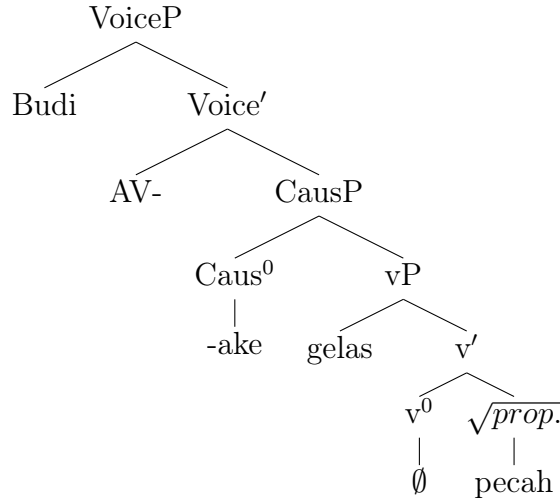 VoiceP
Budi Voice′
AV- CausP
Caus⁰ vP
-ake gelas v′
v⁰ √prop.
∅ pecah